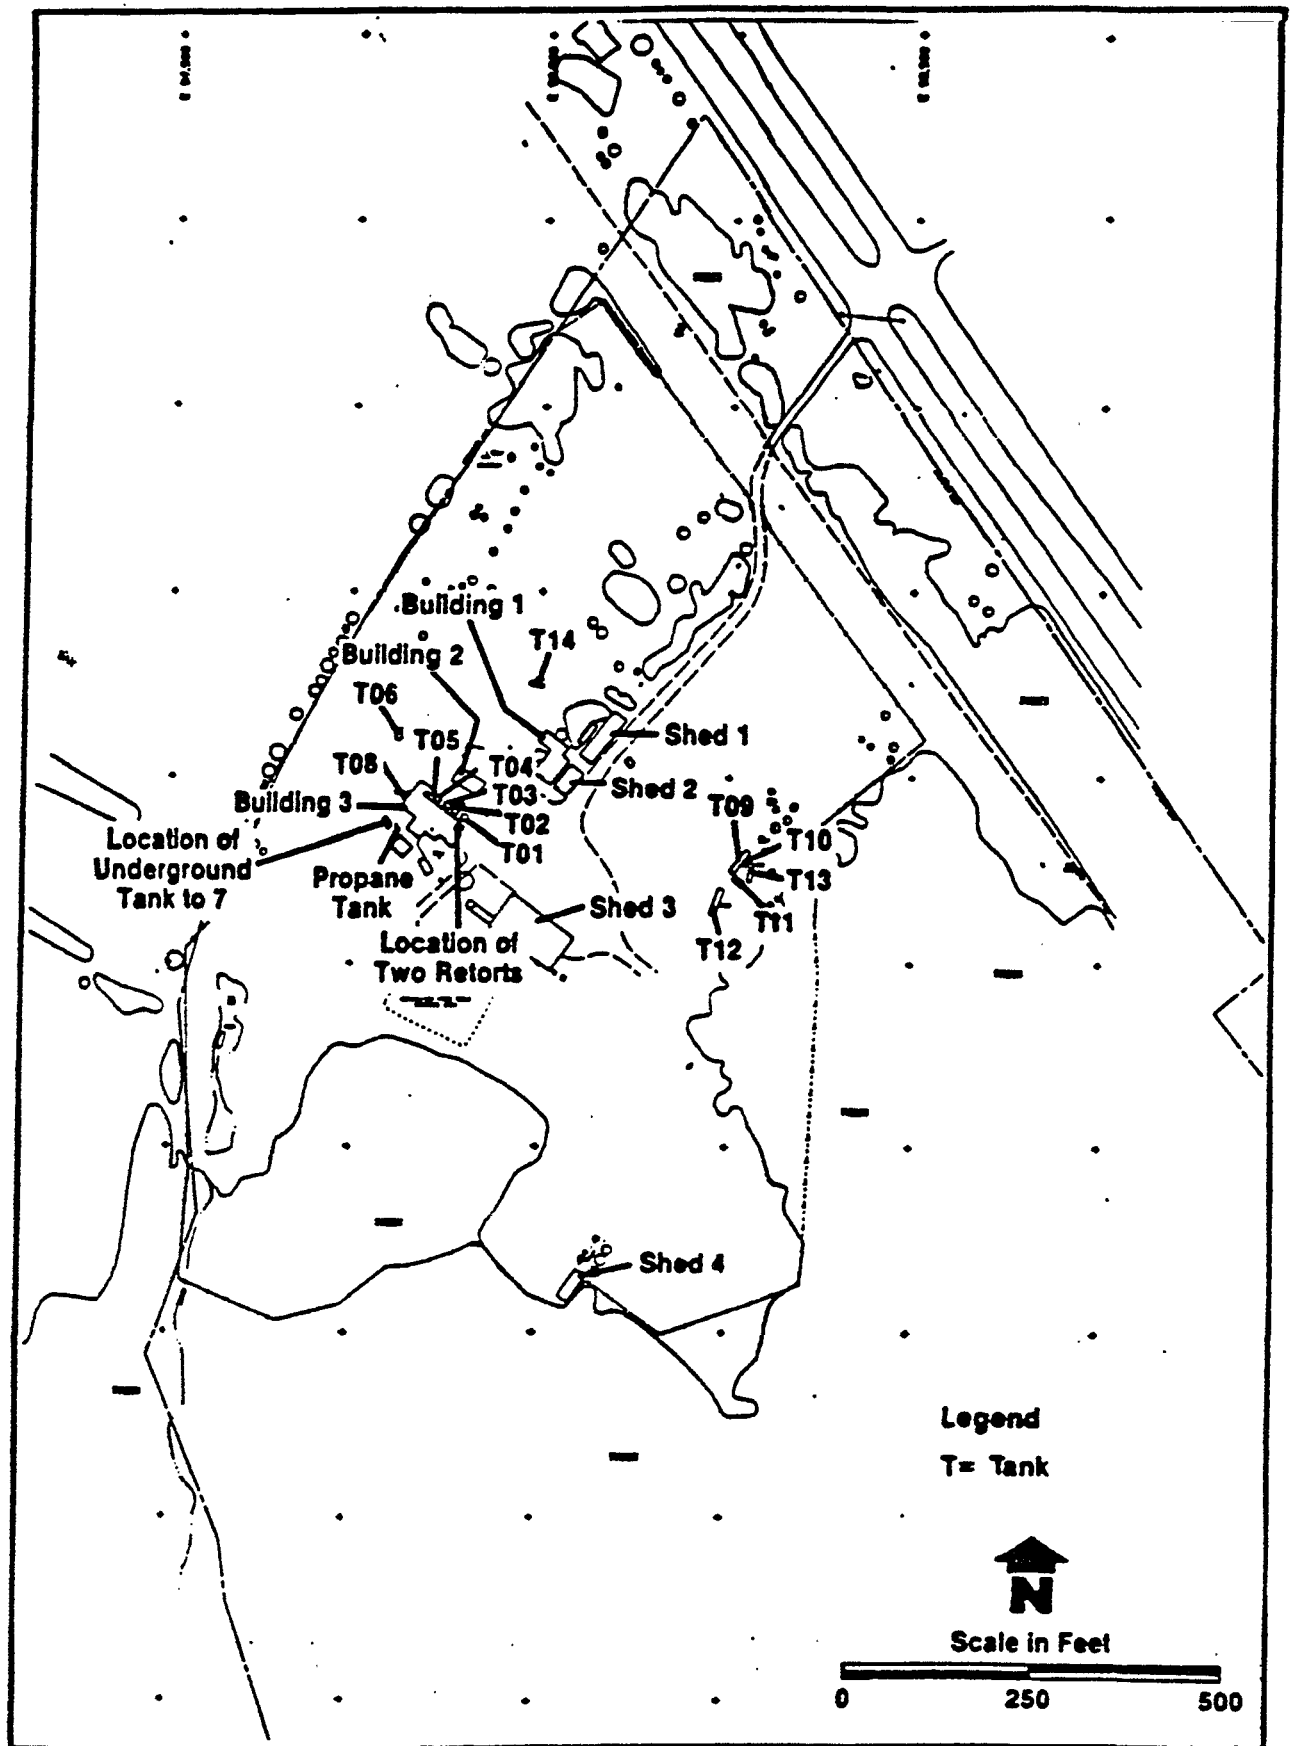 Building 1
T14
Building 2
T06
T05
Shed 1
T08
T04
Building 3
T03
Shed 2
T09
T02
Location of
Underground
Tank to 7
T01
T10
Propane
Tank
T13
Shed 3
T11
T12
Location of
Two Retorts
Shed 4
Legend
T= Tank
N
Scale in Feet
0 250 500